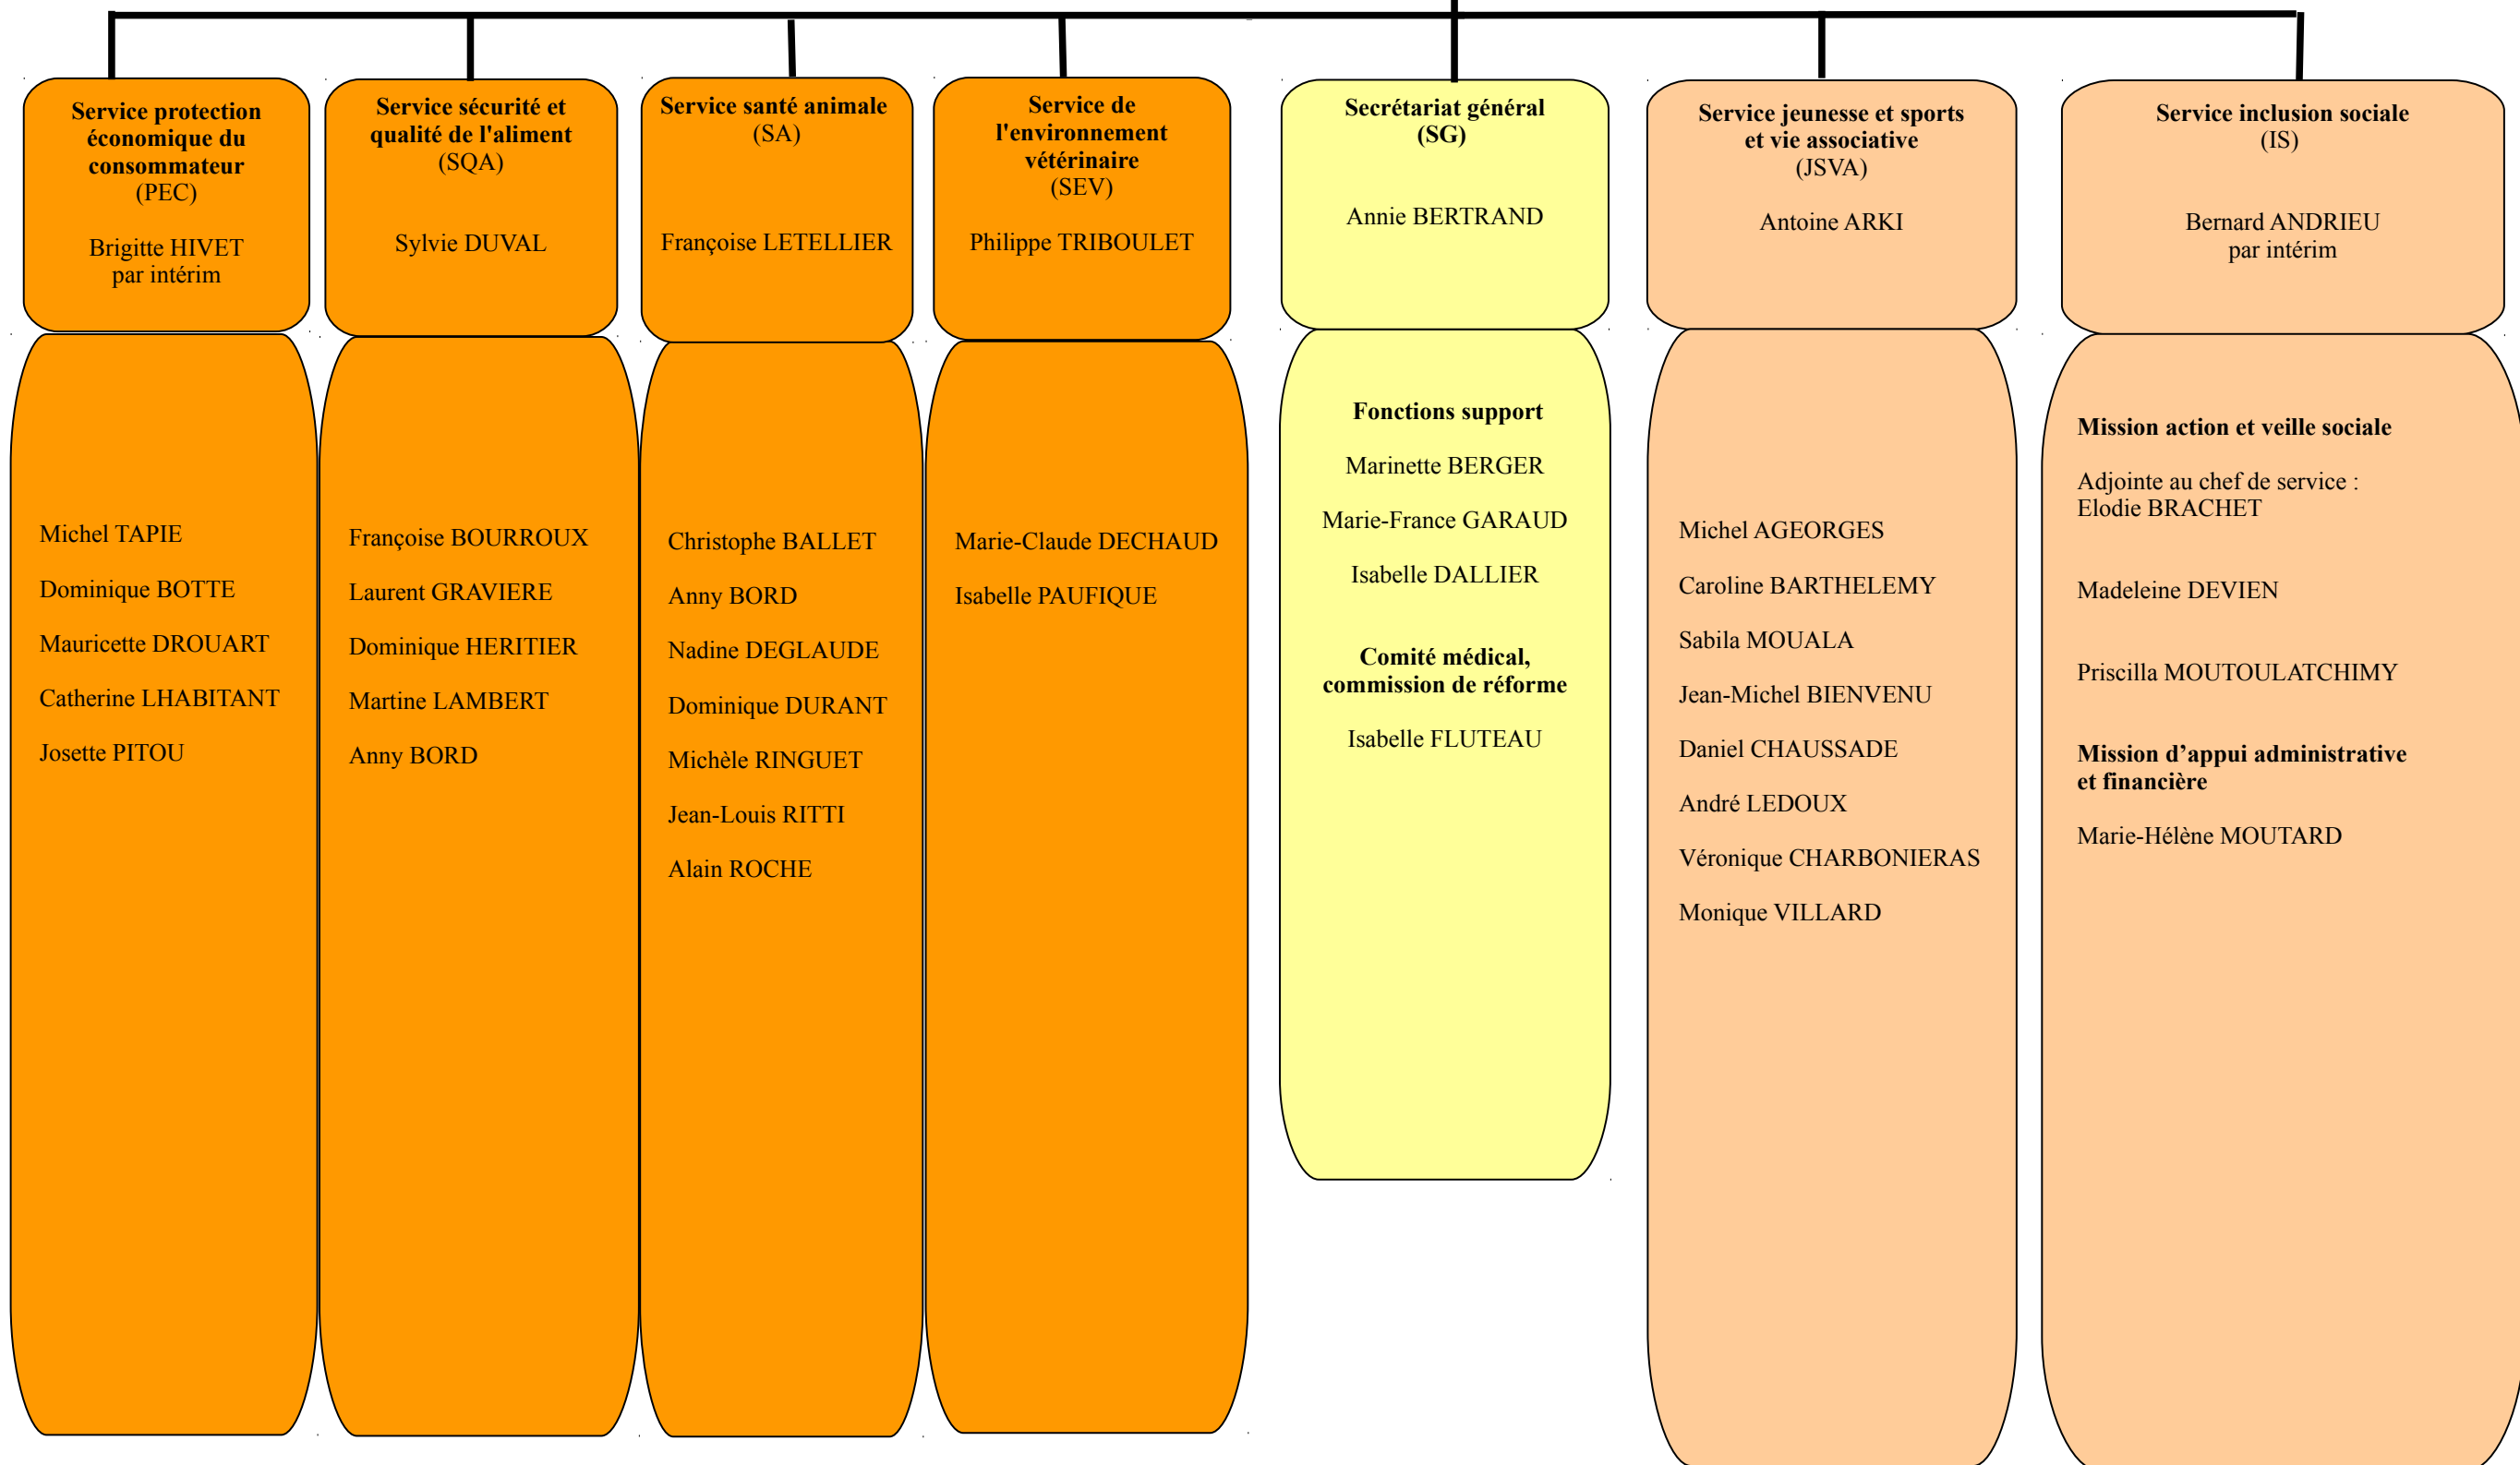 Service protection
économique du
consommateur
(PEC)
Brigitte HIVET
par intérim
Michel TAPIE
Dominique BOTTE
Mauricette DROUART
Catherine LHABITANT
Josette PITOU
Service sécurité et
qualité de l'aliment
(SQA)
Sylvie DUVAL
Françoise BOURROUX
Laurent GRAVIERE
Dominique HERITIER
Martine LAMBERT
Anny BORD
Service santé animale
(SA)
Françoise LETELLIER
Christophe BALLET
Anny BORD
Nadine DEGLAUDE
Dominique DURANT
Michèle RINGUET
Jean-Louis RITTI
Alain ROCHE
Service de
l'environnement
vétérinaire
(SEV)
Philippe TRIBOULET
Marie-Claude DECHAUD
Isabelle PAUFIQUE
Secrétariat général
(SG)
Annie BERTRAND
Fonctions support
Marinette BERGER
Marie-France GARAUD
Isabelle DALLIER
Comité médical,
commission de réforme
Isabelle FLUTEAU
Service jeunesse et sports
et vie associative
(JSVA)
Antoine ARKI
Michel AGEORGES
Caroline BARTHELEMY
Sabila MOUALA
Jean-Michel BIENVENU
Daniel CHAUSSADE
André LEDOUX
Véronique CHARBONIERAS
Monique VILLARD
Service inclusion sociale
(IS)
Bernard ANDRIEU
par intérim
Mission action et veille sociale
Adjointe au chef de service :
Elodie BRACHET
Madeleine DEVIEN
Priscilla MOUTOULATCHIMY
Mission d’appui administrative
et financière
Marie-Hélène MOUTARD